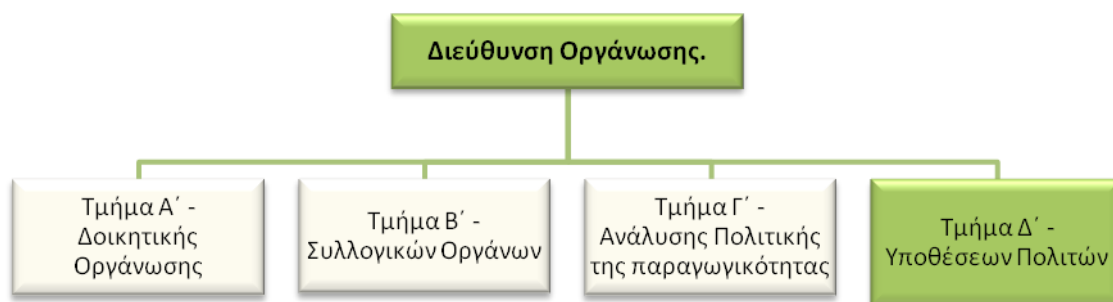 Διεύθυνση Οργάνωσης.
Τμήμα Α΄ -
Δοικητικής
Οργάνωσης
Τμήμα Β΄ -
Συλλογικών Οργάνων
Τμήμα Γ΄ -
Ανάλυσης Πολιτικής
της παραγωγικότητας
Τμήμα Δ΄ -
Υποθέσεων Πολιτών